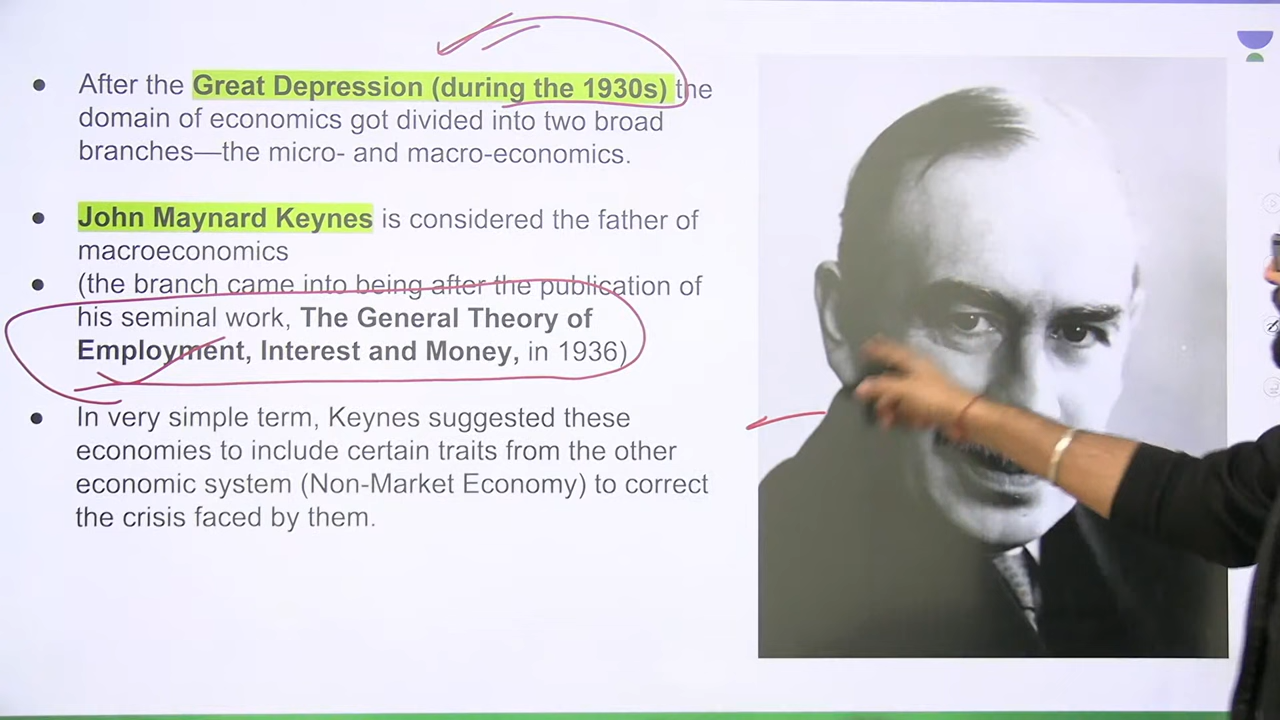 After the Great Depression (during the 1930s) the
domain of economics got divided into two broad
branches—the micro- and macro-economics.
John Maynard Keynes is considered the father of
macroeconomics
(the branch came into being after the publication of
his seminal work, The General Theory of
Employment, Interest and Money, in 1936)
In very simple term, Keynes suggested these
economies to include certain traits from the other
economic system (Non-Market Economy) to correct
the crisis faced by them.